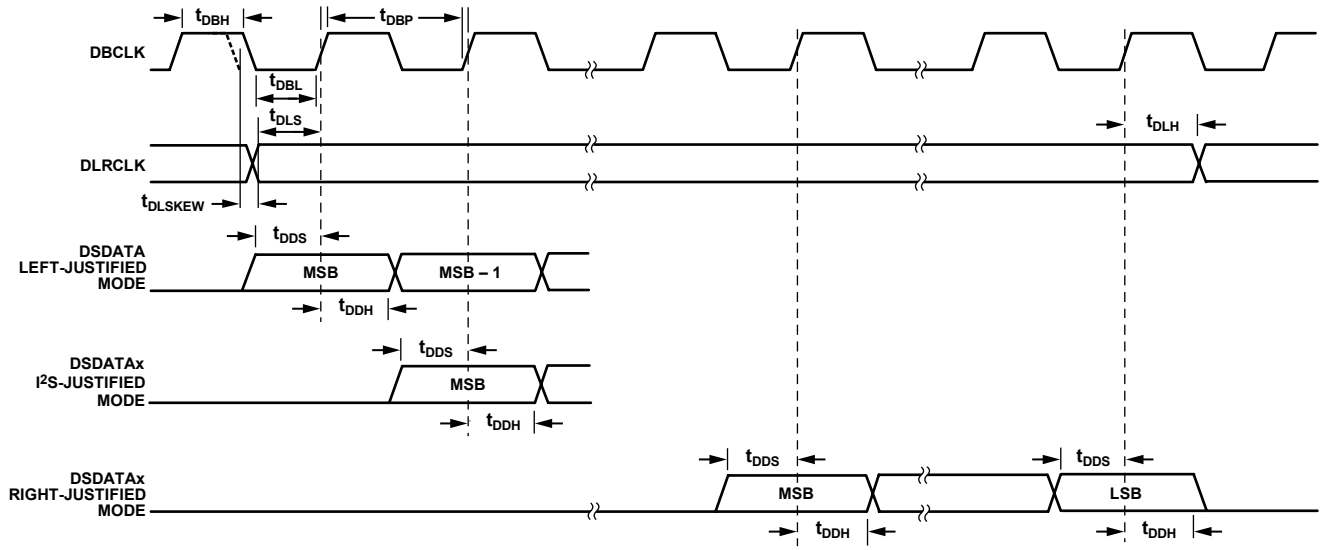 tDBH
tDBP
DBCLK
tDBL
tDLS
tDLH
DLRCLK
tDLSKEW
tDDS
DSDATA
LEFT-JUSTIFIED
MODE
MSB
MSB – 1
tDDH
tDDS
DSDATAx
I²S-JUSTIFIED
MODE
MSB
tDDH
tDDS
tDDS
DSDATAx
RIGHT-JUSTIFIED
MODE
MSB
LSB
tDDH
tDDH